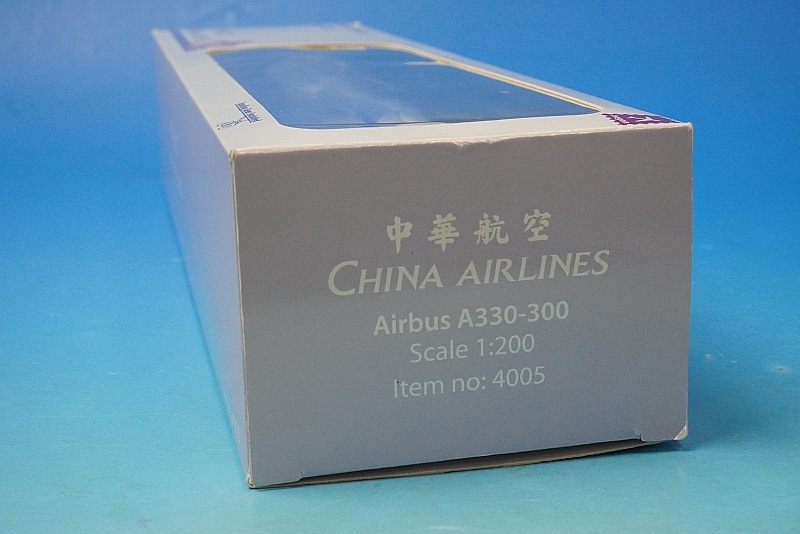 中華航空
CHINA AIRLINES
Airbus A330-300
Scale 1:200
Item no: 4005